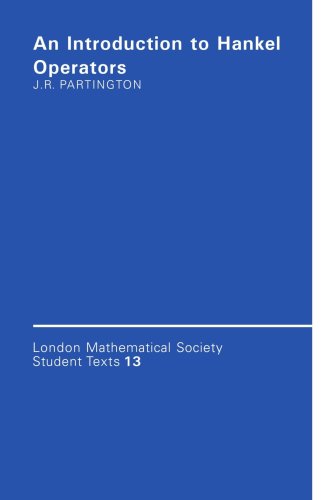 An Introduction to Hankel
Operators
J.R. PARTINGTON
London Mathematical Society
Student Texts 13